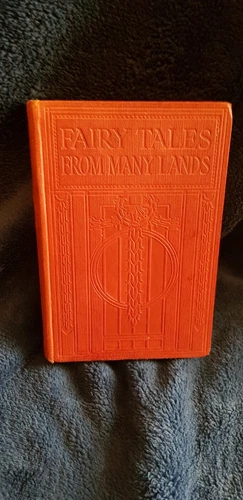 FAIRY TALES
FROM MANY LANDS